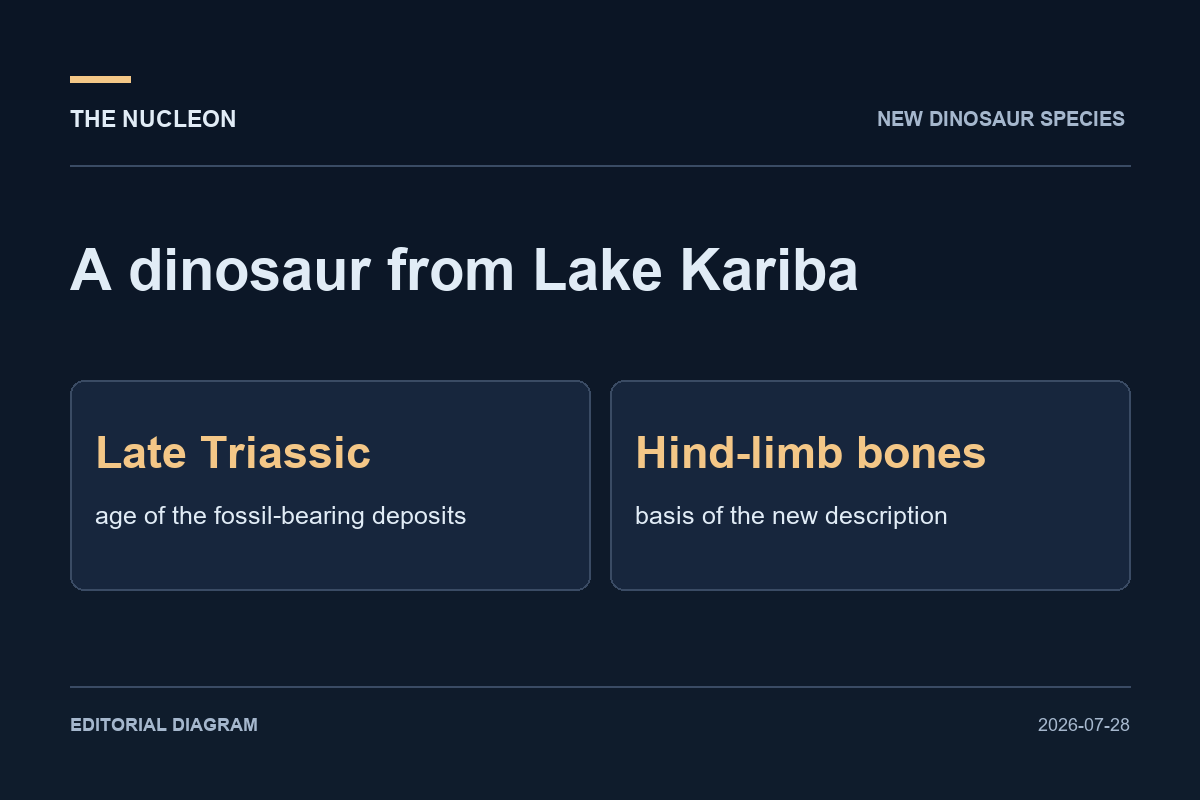 THE NUCLEON
NEW DINOSAUR SPECIES
A dinosaur from Lake Kariba
Late Triassic
age of the fossil-bearing deposits
Hind-limb bones
basis of the new description
EDITORIAL DIAGRAM
2026-07-28